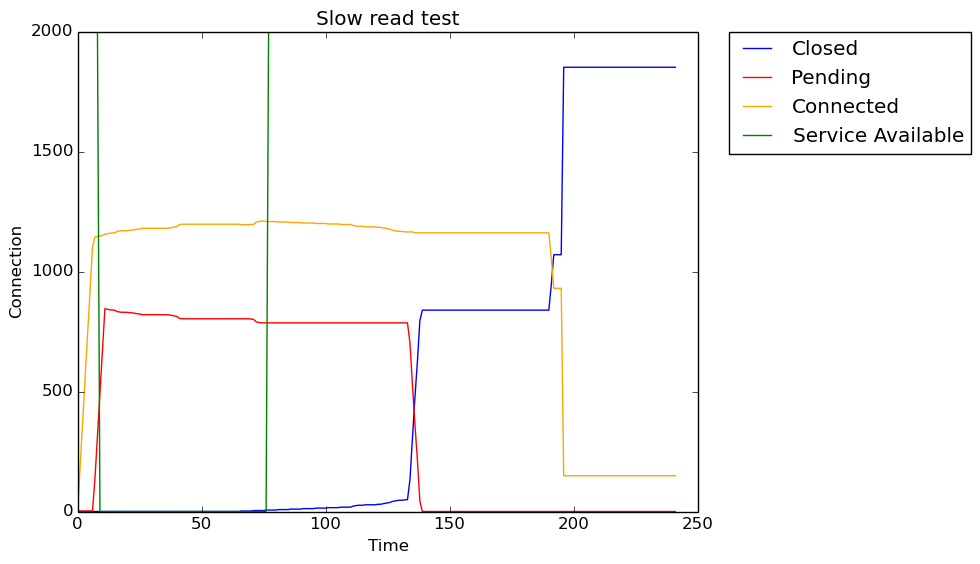 Slow read test
2000
1500
1000
500
0
0 50 100 150 200 250
Connection
Time
Closed
Pending
Connected
Service Available